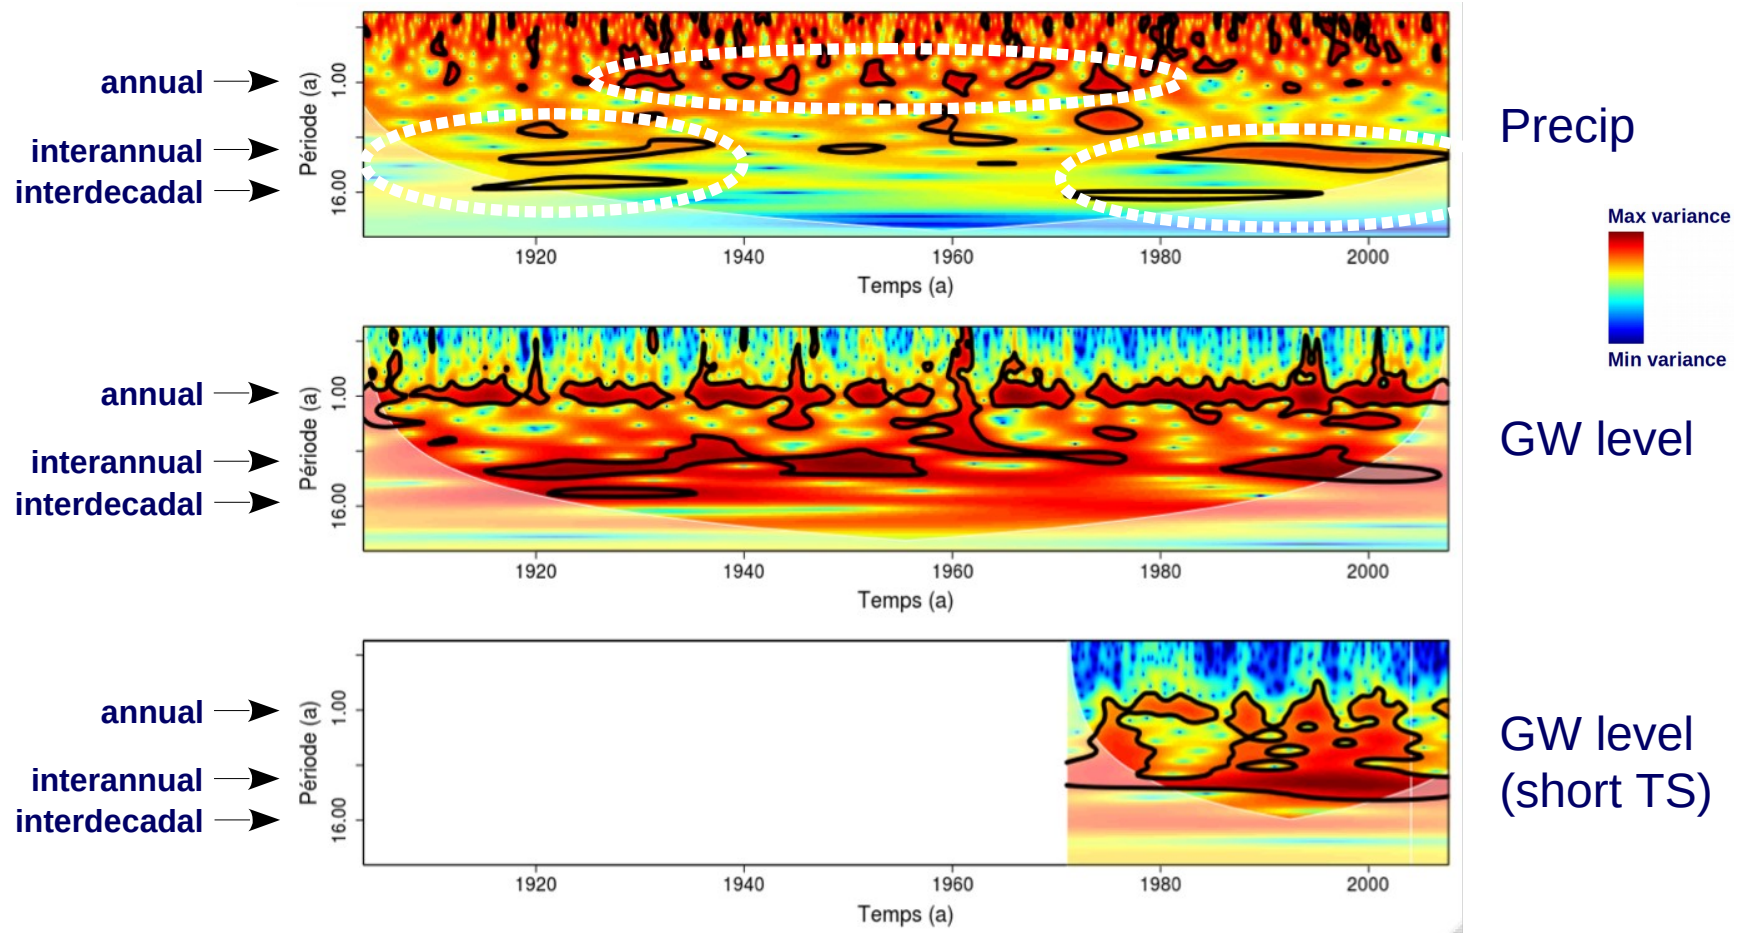 annual
interannual
interdecadal
Période (a)
1.00
16.00
1920
1940
1960
1980
2000
Temps (a)
Precip
Max variance
Min variance
annual
interannual
interdecadal
Période (a)
1.00
16.00
1920
1940
1960
1980
2000
Temps (a)
GW level
annual
interannual
interdecadal
Période (a)
1.00
16.00
1920
1940
1960
1980
2000
Temps (a)
GW level
(short TS)